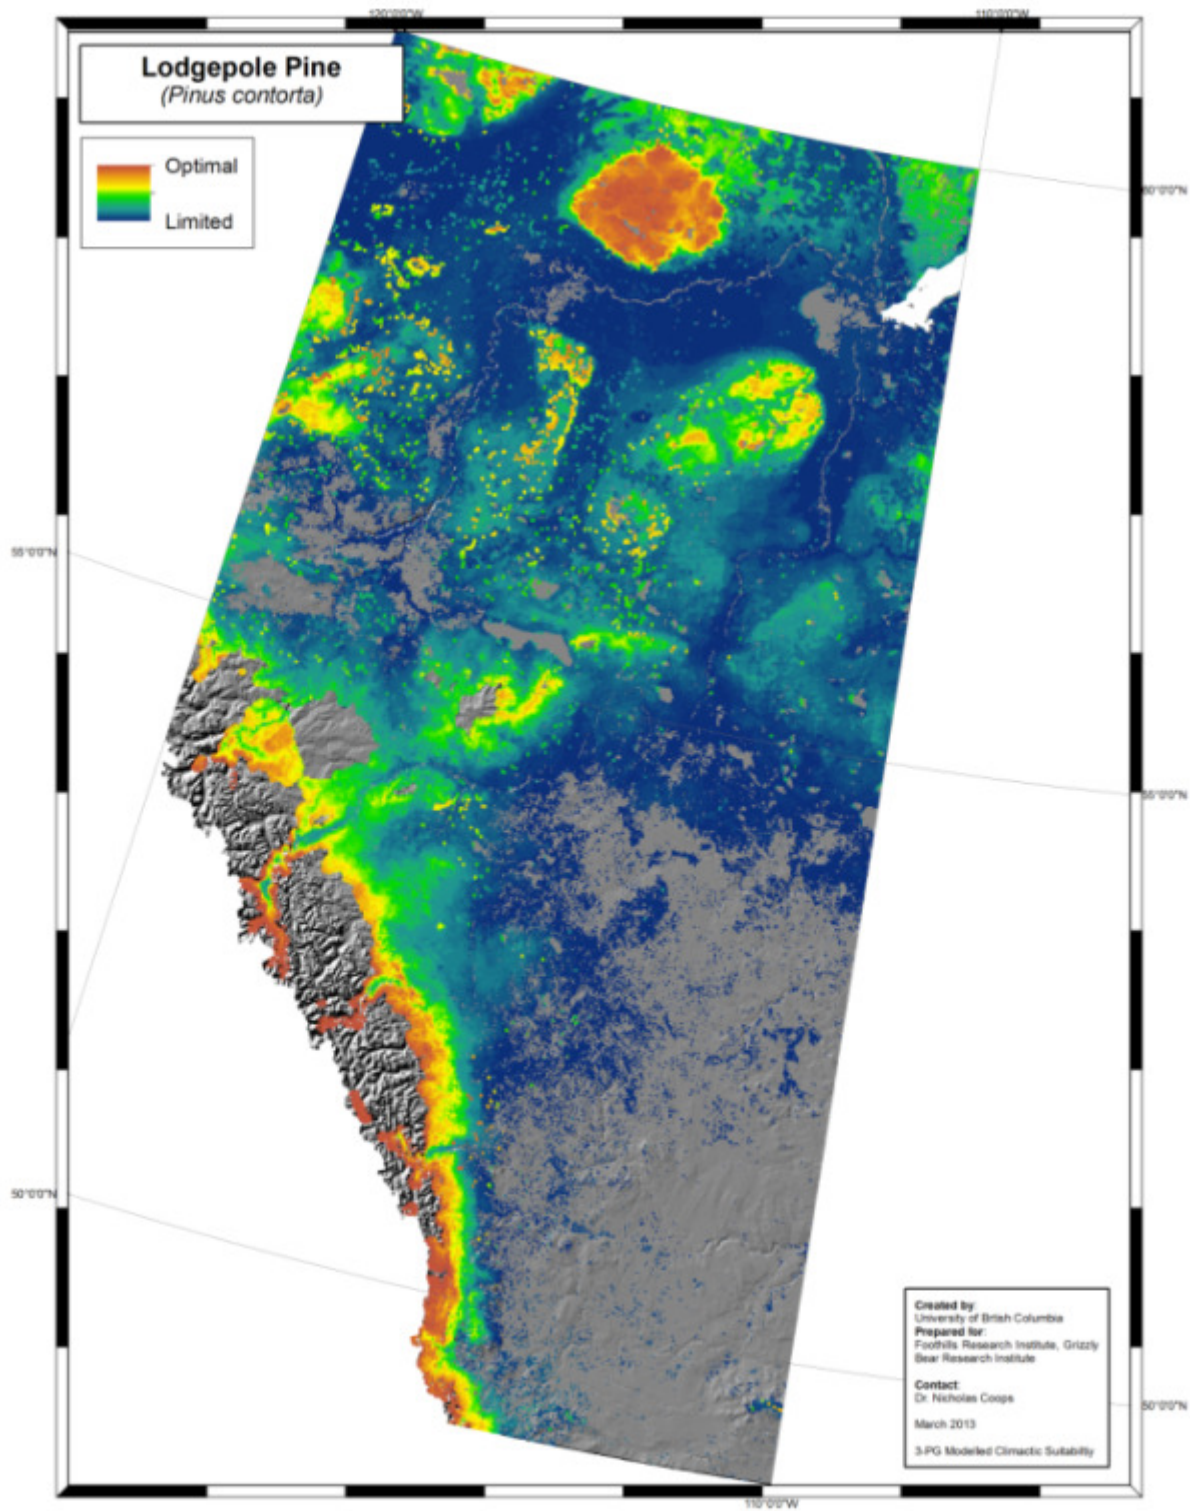 120°0'0"W
110°0'0"W
Lodgepole Pine
(Pinus contorta)
Optimal
Limited
60°0'0"N
55°0'0"N
55°0'0"N
50°0'0"N
50°0'0"N
Created by:
University of British Columbia
Prepared for:
Foothills Research Institute, Grizzly
Bear Research Institute
Contact:
Dr. Nicholas Coops
March 2013
3-PG Modelled Climactic Suitability
110°0'0"W